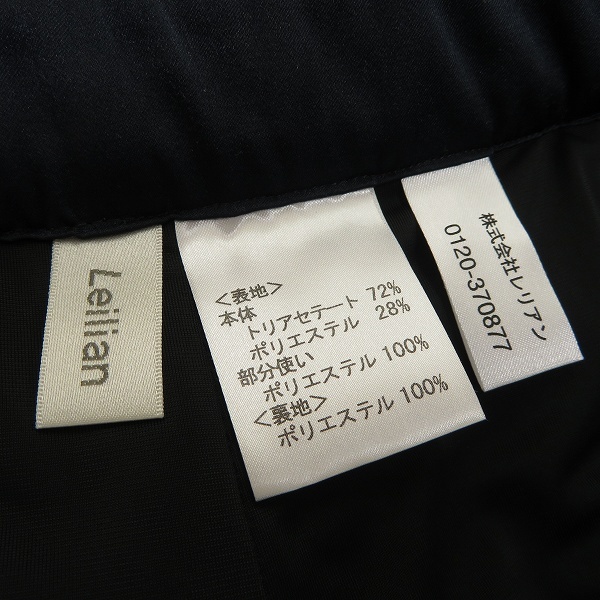 Leilian
<表地>
本体
トリアセテート 72%
ポリエステル 28%
部分使い
ポリエステル 100%
<裏地>
ポリエステル 100%
株式会社レリアン
0120-370877